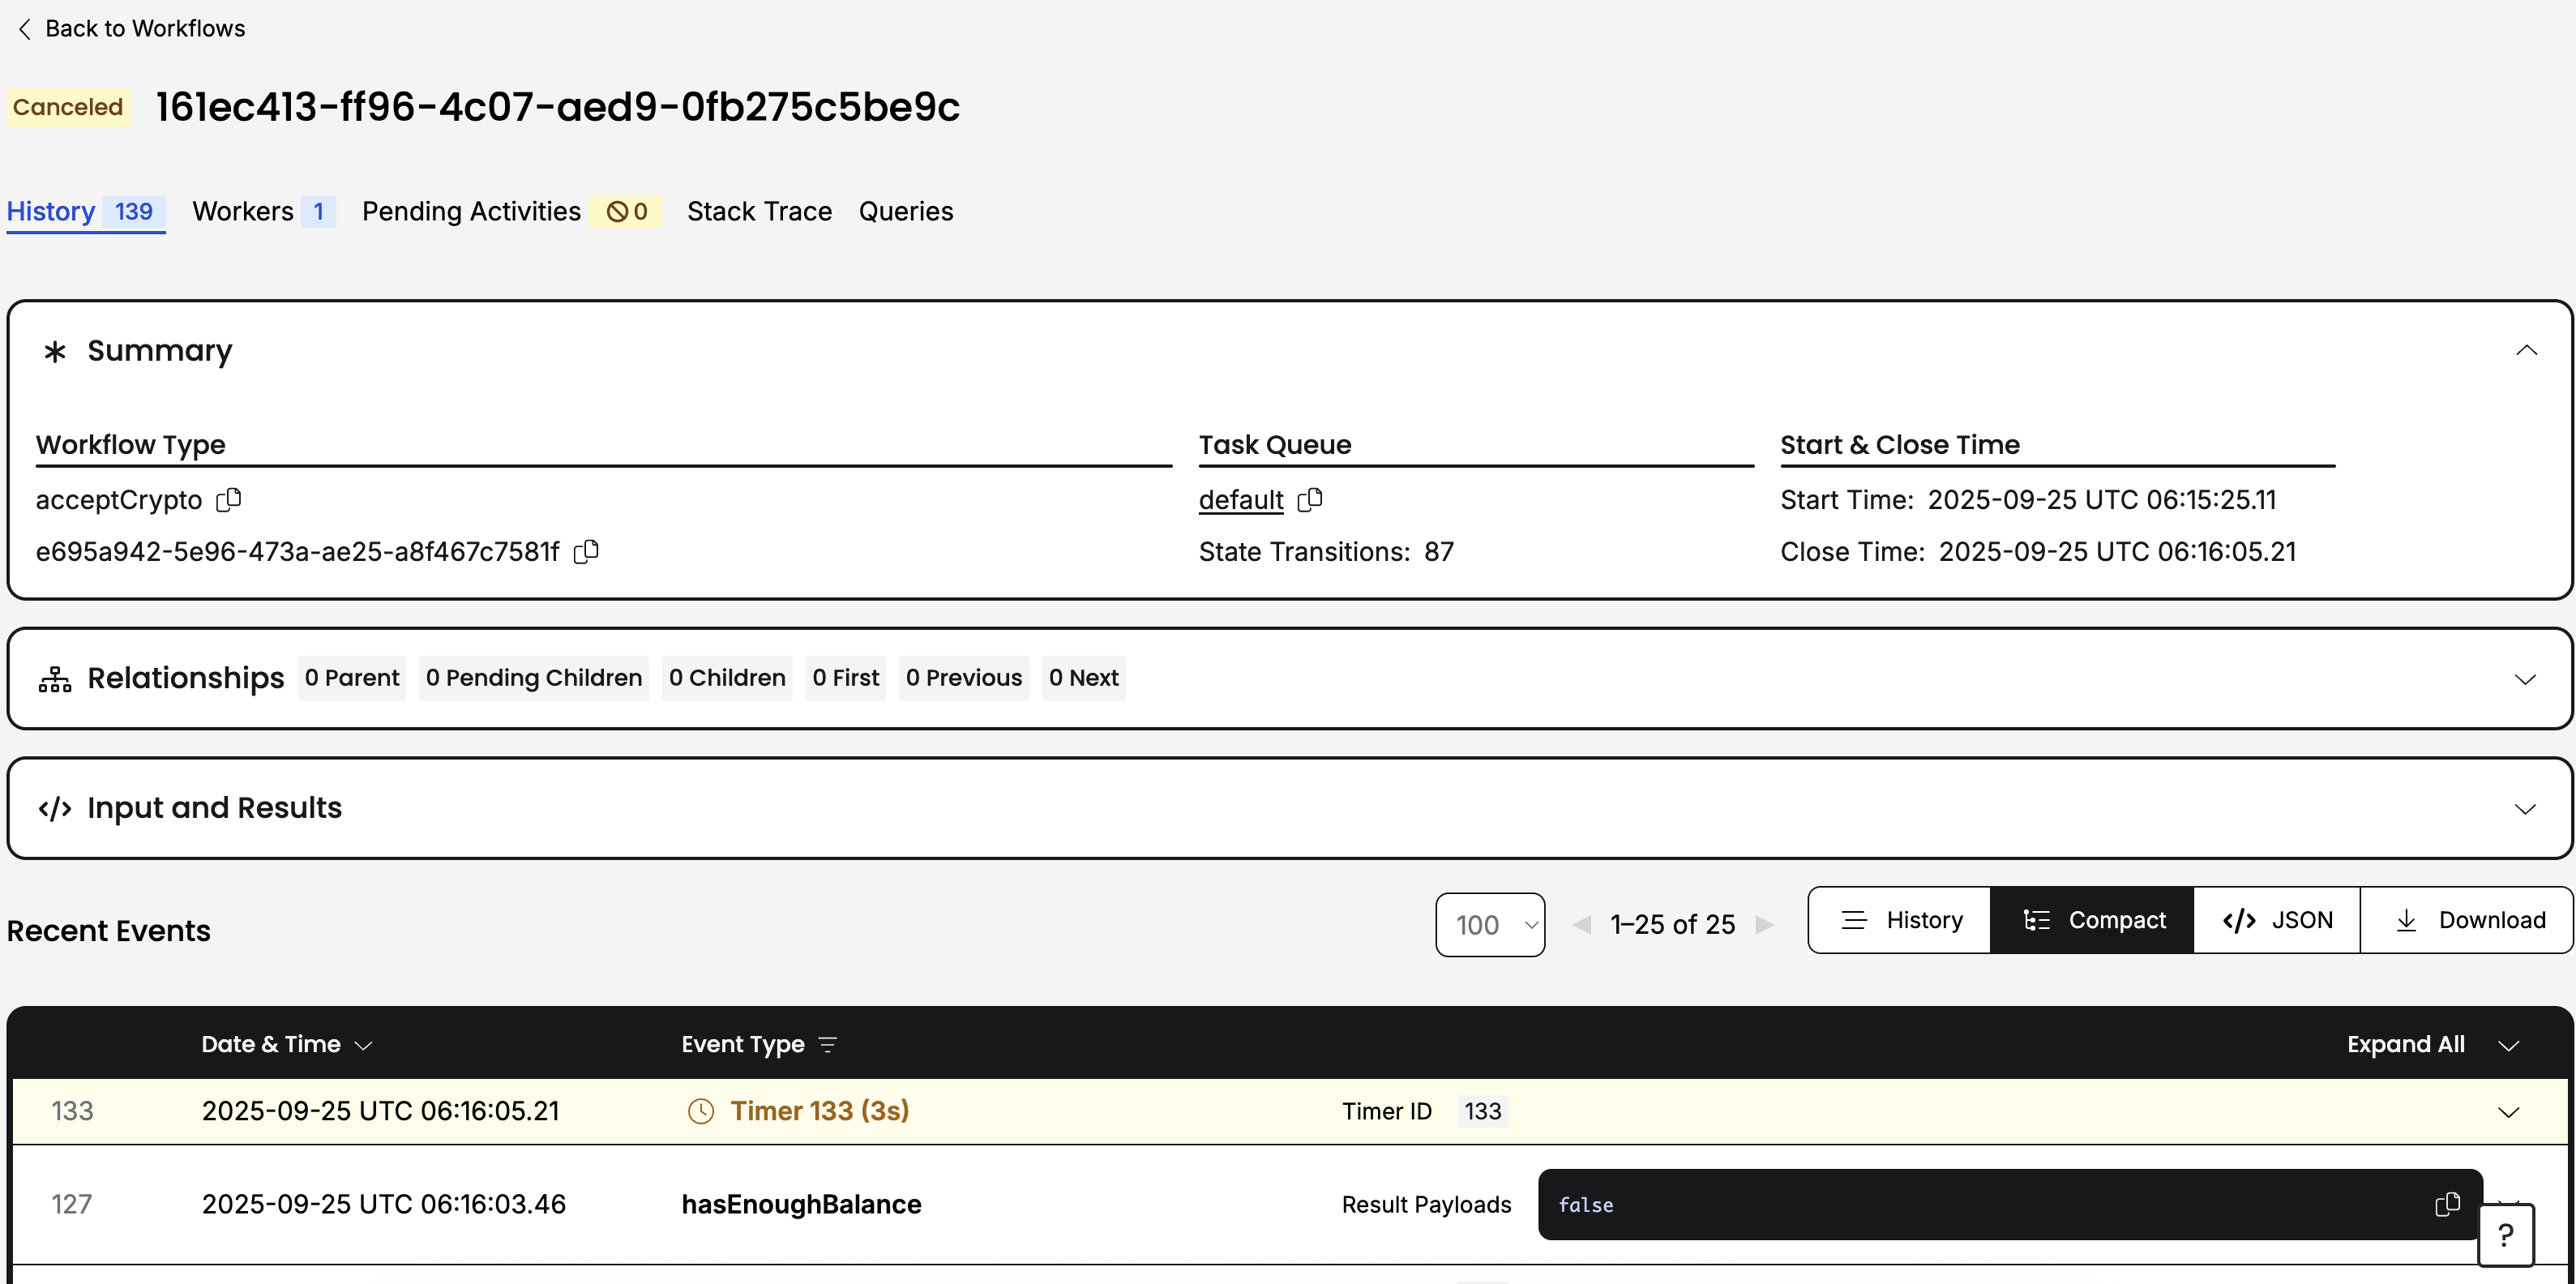 Back to Workflows
Canceled 161ec413-ff96-4c07-aed9-0fb275c5be9c
History 139 Workers 1 Pending Activities 0 Stack Trace Queries
Summary
Workflow Type Task Queue Start & Close Time
acceptCrypto default Start Time: 2025-09-25 UTC 06:15:25.11
e695a942-5e96-473a-ae25-a8f467c7581f State Transitions: 87 Close Time: 2025-09-25 UTC 06:16:05.21
Relationships 0 Parent 0 Pending Children 0 Children 0 First 0 Previous 0 Next
</> Input and Results
Recent Events 100 1–25 of 25 History Compact </> JSON Download
Date & Time Event Type Expand All
133 2025-09-25 UTC 06:16:05.21 Timer 133 (3s) Timer ID 133
127 2025-09-25 UTC 06:16:03.46 hasEnoughBalance Result Payloads false
?